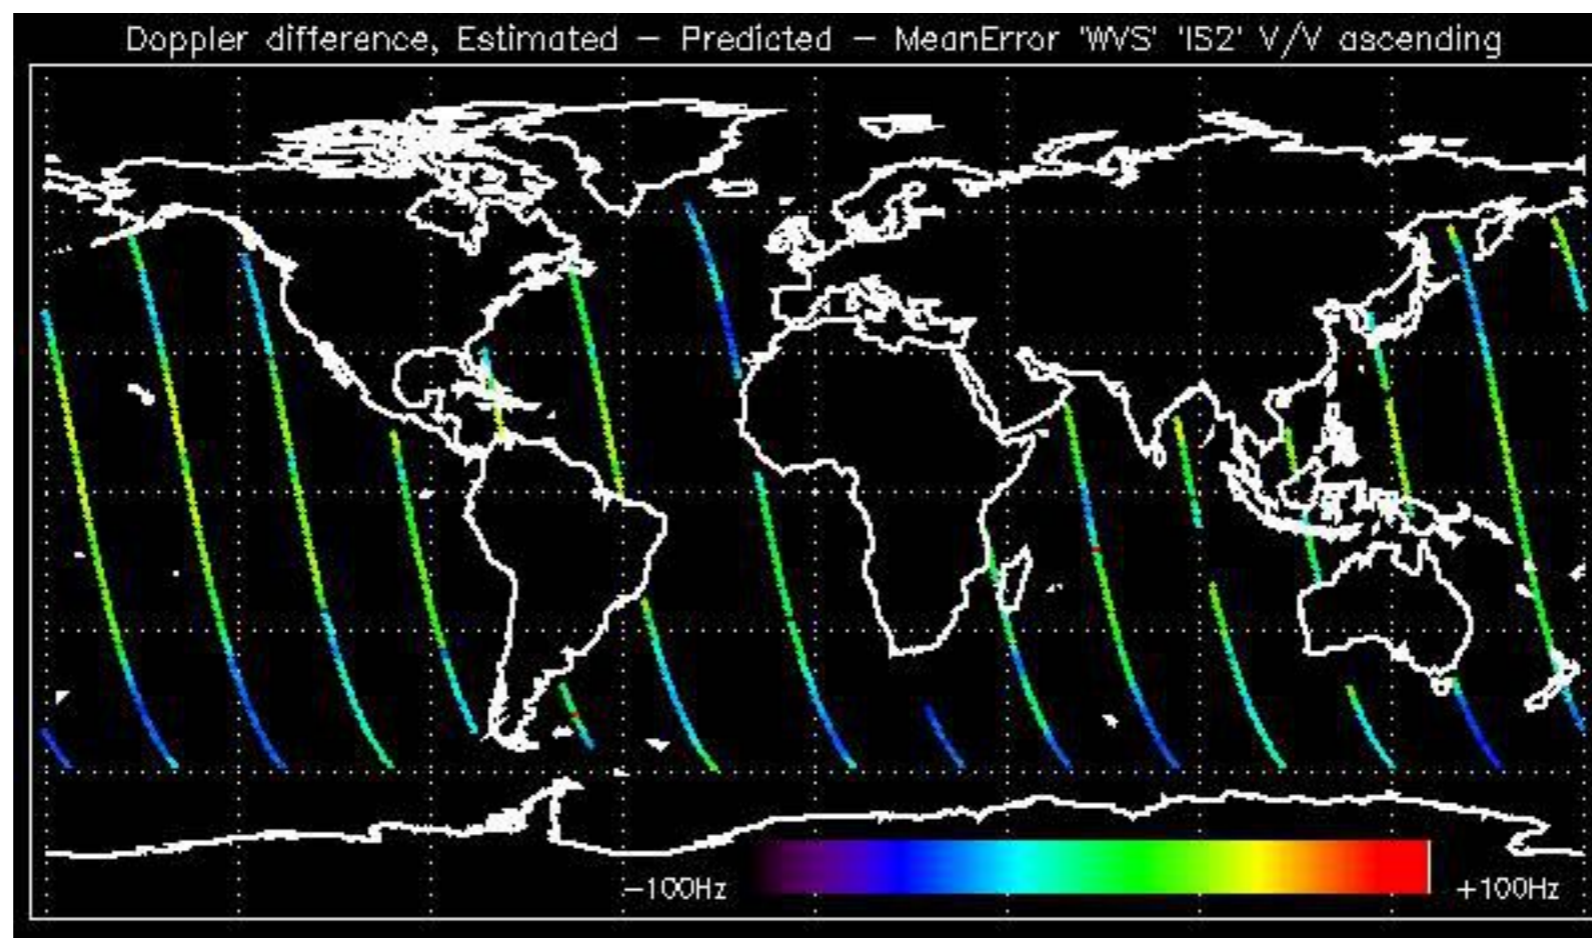 Doppler difference, Estimated – Predicted – MeanError 'WVS' 'IS2' V/V ascending
–100Hz +100Hz